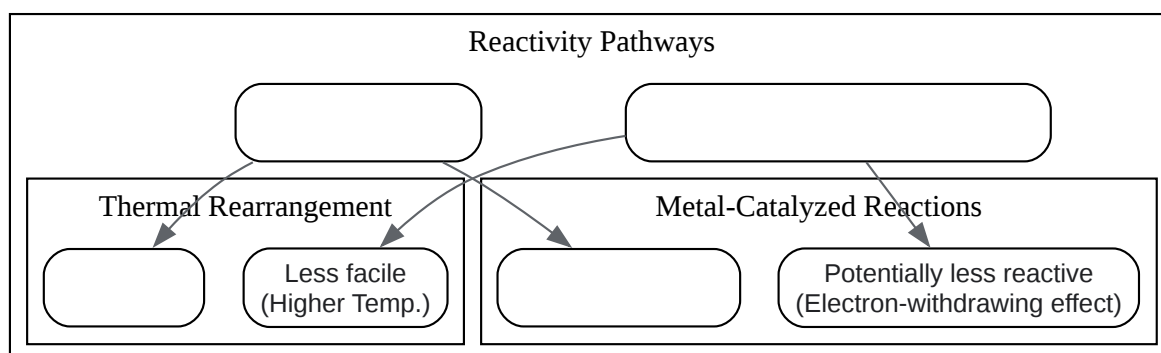 Reactivity Pathways
Thermal Rearrangement
Metal-Catalyzed Reactions
Less facile
(Higher Temp.)
Potentially less reactive
(Electron-withdrawing effect)